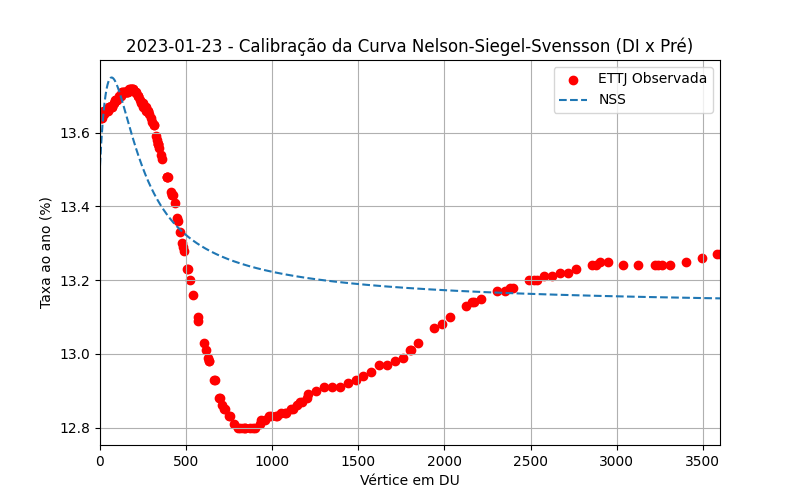 2023-01-23 - Calibração da Curva Nelson-Siegel-Svensson (DI x Pré)
ETTJ Observada
NSS
Taxa ao ano (%)
13.6
13.4
13.2
13.0
12.8
0 500 1000 1500 2000 2500 3000 3500
Vértice em DU